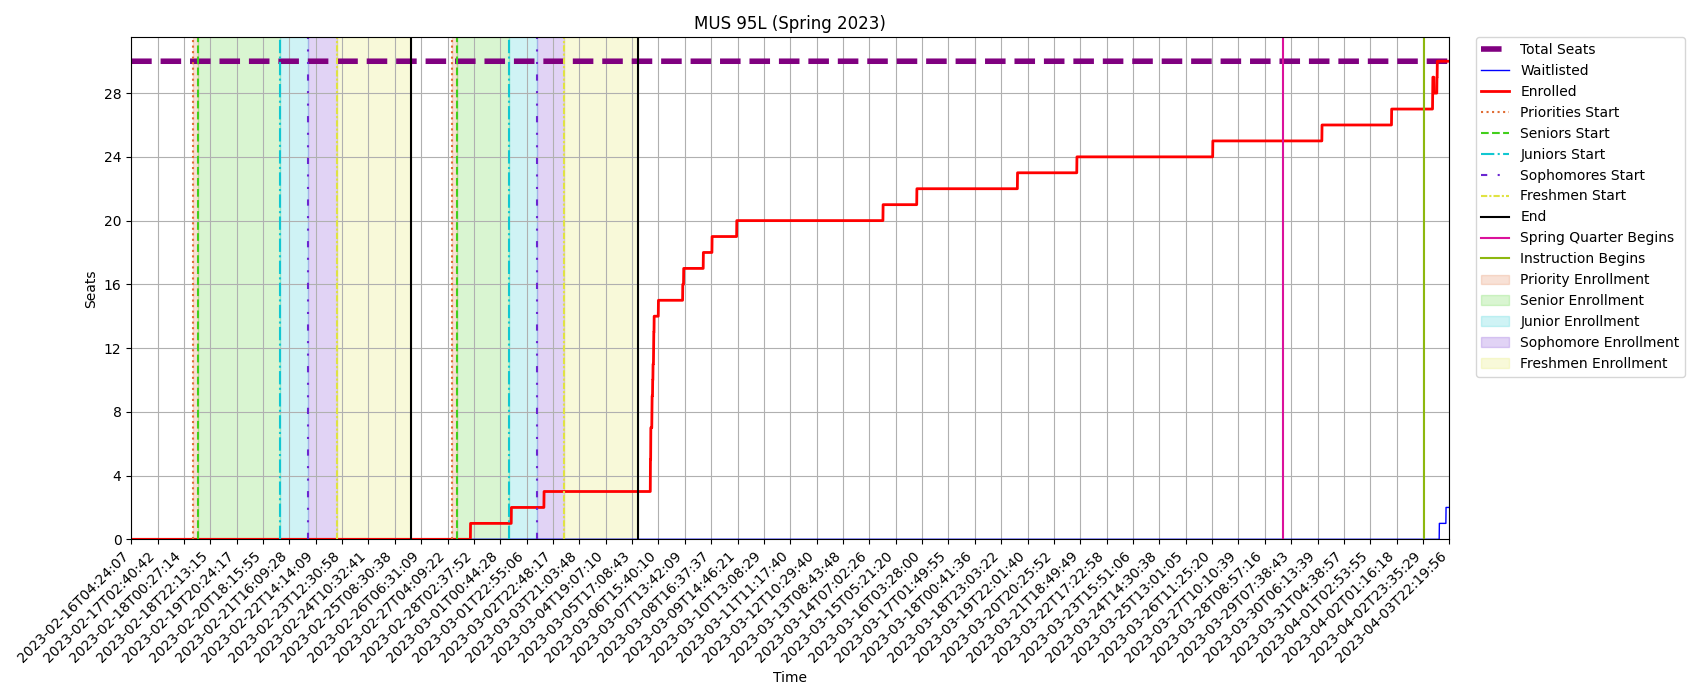 MUS 95L (Spring 2023)
Seats
28
24
20
16
12
8
4
0
2023-02-16T04:24:07
2023-02-17T02:40:42
2023-02-18T00:27:14
2023-02-18T22:13:15
2023-02-19T20:24:17
2023-02-20T18:15:55
2023-02-21T16:09:28
2023-02-22T14:14:09
2023-02-23T12:30:58
2023-02-24T10:32:41
2023-02-25T08:30:38
2023-02-26T06:31:09
2023-02-27T04:09:22
2023-02-28T02:37:52
2023-03-01T00:44:28
2023-03-01T22:55:06
2023-03-02T22:48:17
2023-03-03T21:03:48
2023-03-04T19:07:10
2023-03-05T17:08:43
2023-03-06T15:40:10
2023-03-07T13:42:09
2023-03-08T16:37:37
2023-03-09T14:46:21
2023-03-10T13:08:29
2023-03-11T11:17:40
2023-03-12T10:29:40
2023-03-13T08:43:48
2023-03-14T07:02:26
2023-03-15T05:21:20
2023-03-16T03:28:00
2023-03-17T01:49:55
2023-03-18T00:41:36
2023-03-18T23:03:22
2023-03-19T22:01:40
2023-03-20T20:25:52
2023-03-21T18:49:49
2023-03-22T17:22:58
2023-03-23T15:51:06
2023-03-24T14:30:38
2023-03-25T13:01:05
2023-03-26T11:25:20
2023-03-27T10:10:39
2023-03-28T08:57:16
2023-03-29T07:38:43
2023-03-30T06:13:39
2023-03-31T04:38:57
2023-04-01T02:53:55
2023-04-02T01:16:18
2023-04-02T23:35:29
2023-04-03T22:19:56
Time
Total Seats
Waitlisted
Enrolled
Priorities Start
Seniors Start
Juniors Start
Sophomores Start
Freshmen Start
End
Spring Quarter Begins
Instruction Begins
Priority Enrollment
Senior Enrollment
Junior Enrollment
Sophomore Enrollment
Freshmen Enrollment